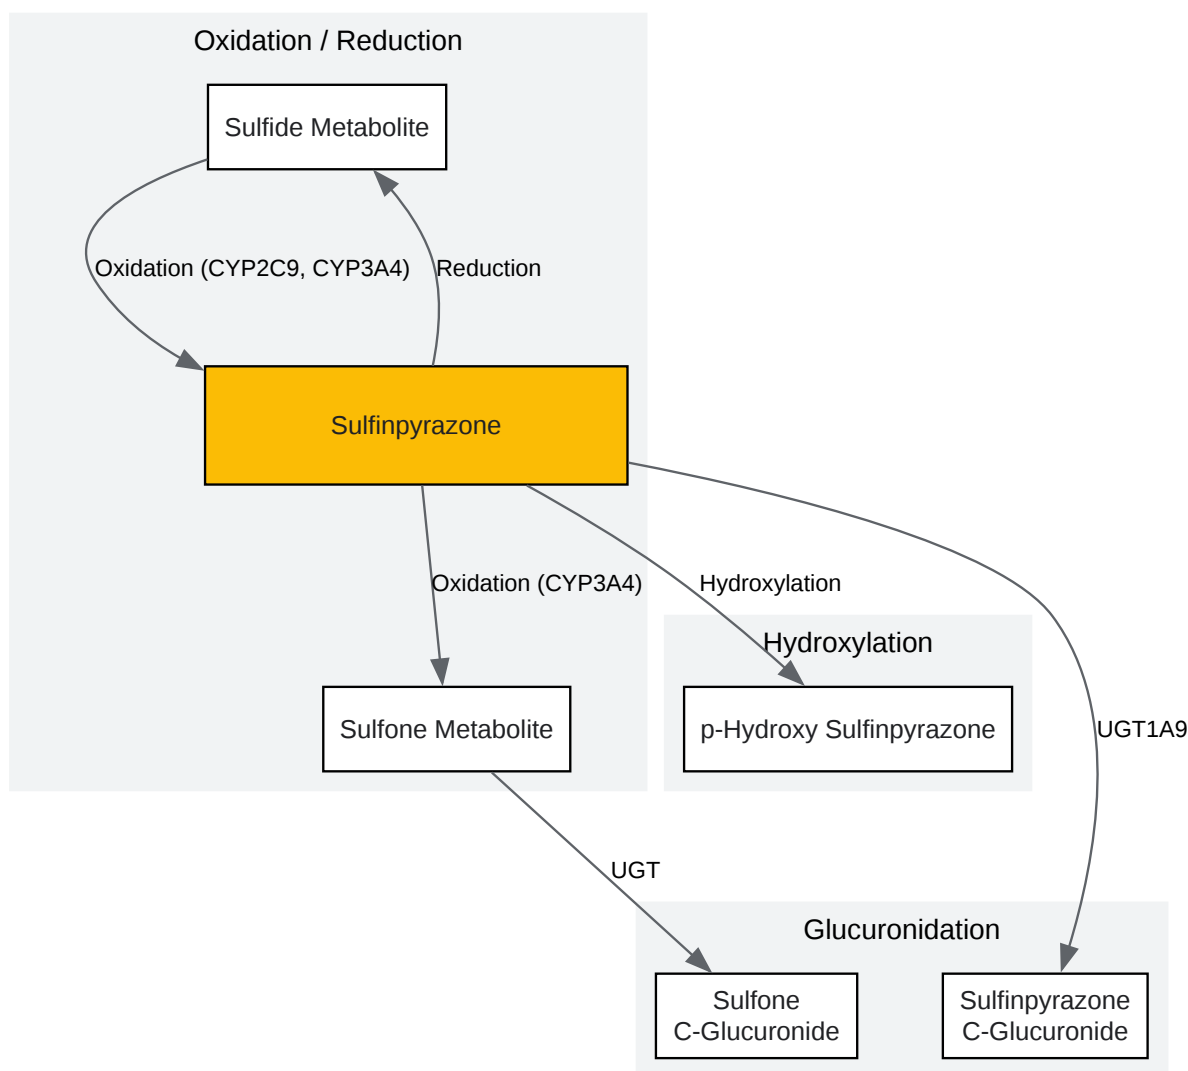 Oxidation / Reduction
Sulfide Metabolite
Oxidation (CYP2C9, CYP3A4)
Reduction
Sulfinpyrazone
Oxidation (CYP3A4)
Hydroxylation
Hydroxylation
Sulfone Metabolite
p-Hydroxy Sulfinpyrazone
UGT1A9
UGT
Glucuronidation
Sulfone
C-Glucuronide
Sulfinpyrazone
C-Glucuronide